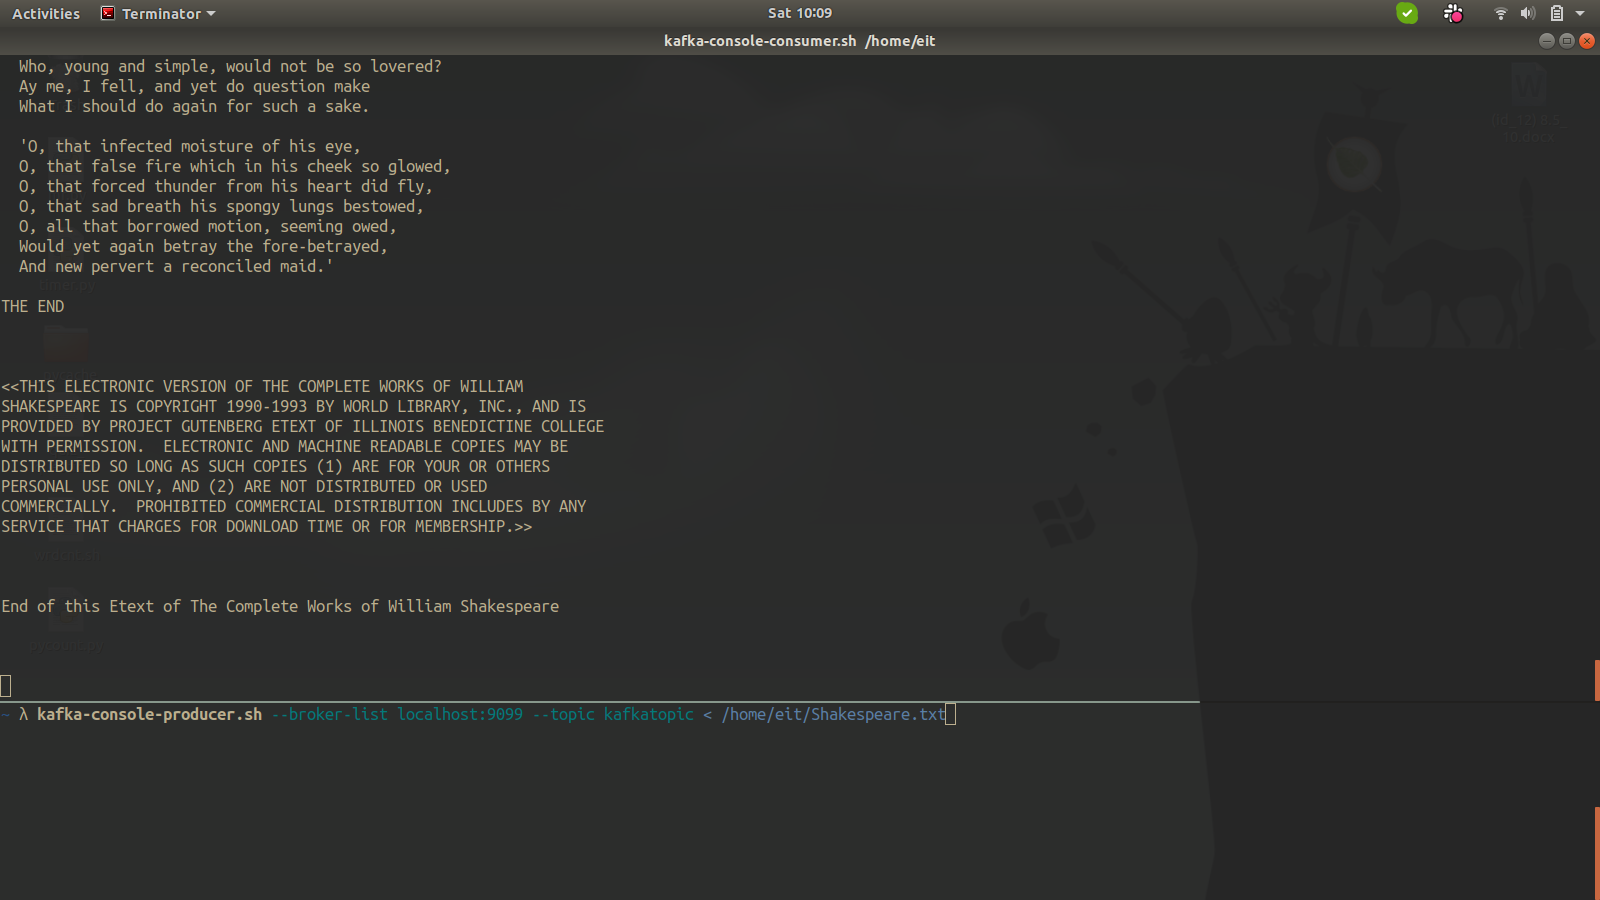 Activities Terminator Sat 10:09
kafka-console-consumer.sh /home/eit
  Who, young and simple, would not be so lovered?
  Ay me, I fell, and yet do question make
  What I should do again for such a sake.
  'O, that infected moisture of his eye,
  O, that false fire which in his cheek so glowed,
  O, that forced thunder from his heart did fly,
  O, that sad breath his spongy lungs bestowed,
  O, all that borrowed motion, seeming owed,
  Would yet again betray the fore-betrayed,
  And new pervert a reconciled maid.'
THE END
<<THIS ELECTRONIC VERSION OF THE COMPLETE WORKS OF WILLIAM
SHAKESPEARE IS COPYRIGHT 1990-1993 BY WORLD LIBRARY, INC., AND IS
PROVIDED BY PROJECT GUTENBERG ETEXT OF ILLINOIS BENEDICTINE COLLEGE
WITH PERMISSION.  ELECTRONIC AND MACHINE READABLE COPIES MAY BE
DISTRIBUTED SO LONG AS SUCH COPIES (1) ARE FOR YOUR OR OTHERS
PERSONAL USE ONLY, AND (2) ARE NOT DISTRIBUTED OR USED
COMMERCIALLY.  PROHIBITED COMMERCIAL DISTRIBUTION INCLUDES BY ANY
SERVICE THAT CHARGES FOR DOWNLOAD TIME OR FOR MEMBERSHIP.>>
End of this Etext of The Complete Works of William Shakespeare
~ λ kafka-console-producer.sh --broker-list localhost:9099 --topic kafkatopic < /home/eit/Shakespeare.txt